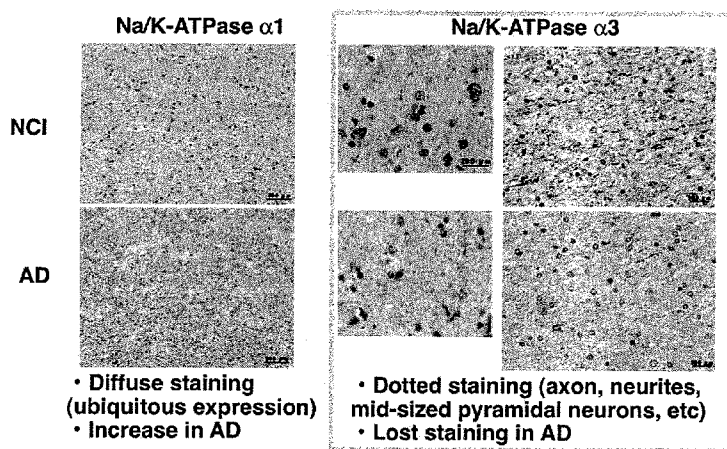 Na/K-ATPase α1
Na/K-ATPase α3
NCI
AD
• Diffuse staining
(ubiquitous expression)
• Increase in AD
• Dotted staining (axon, neurites,
mid-sized pyramidal neurons, etc)
• Lost staining in AD